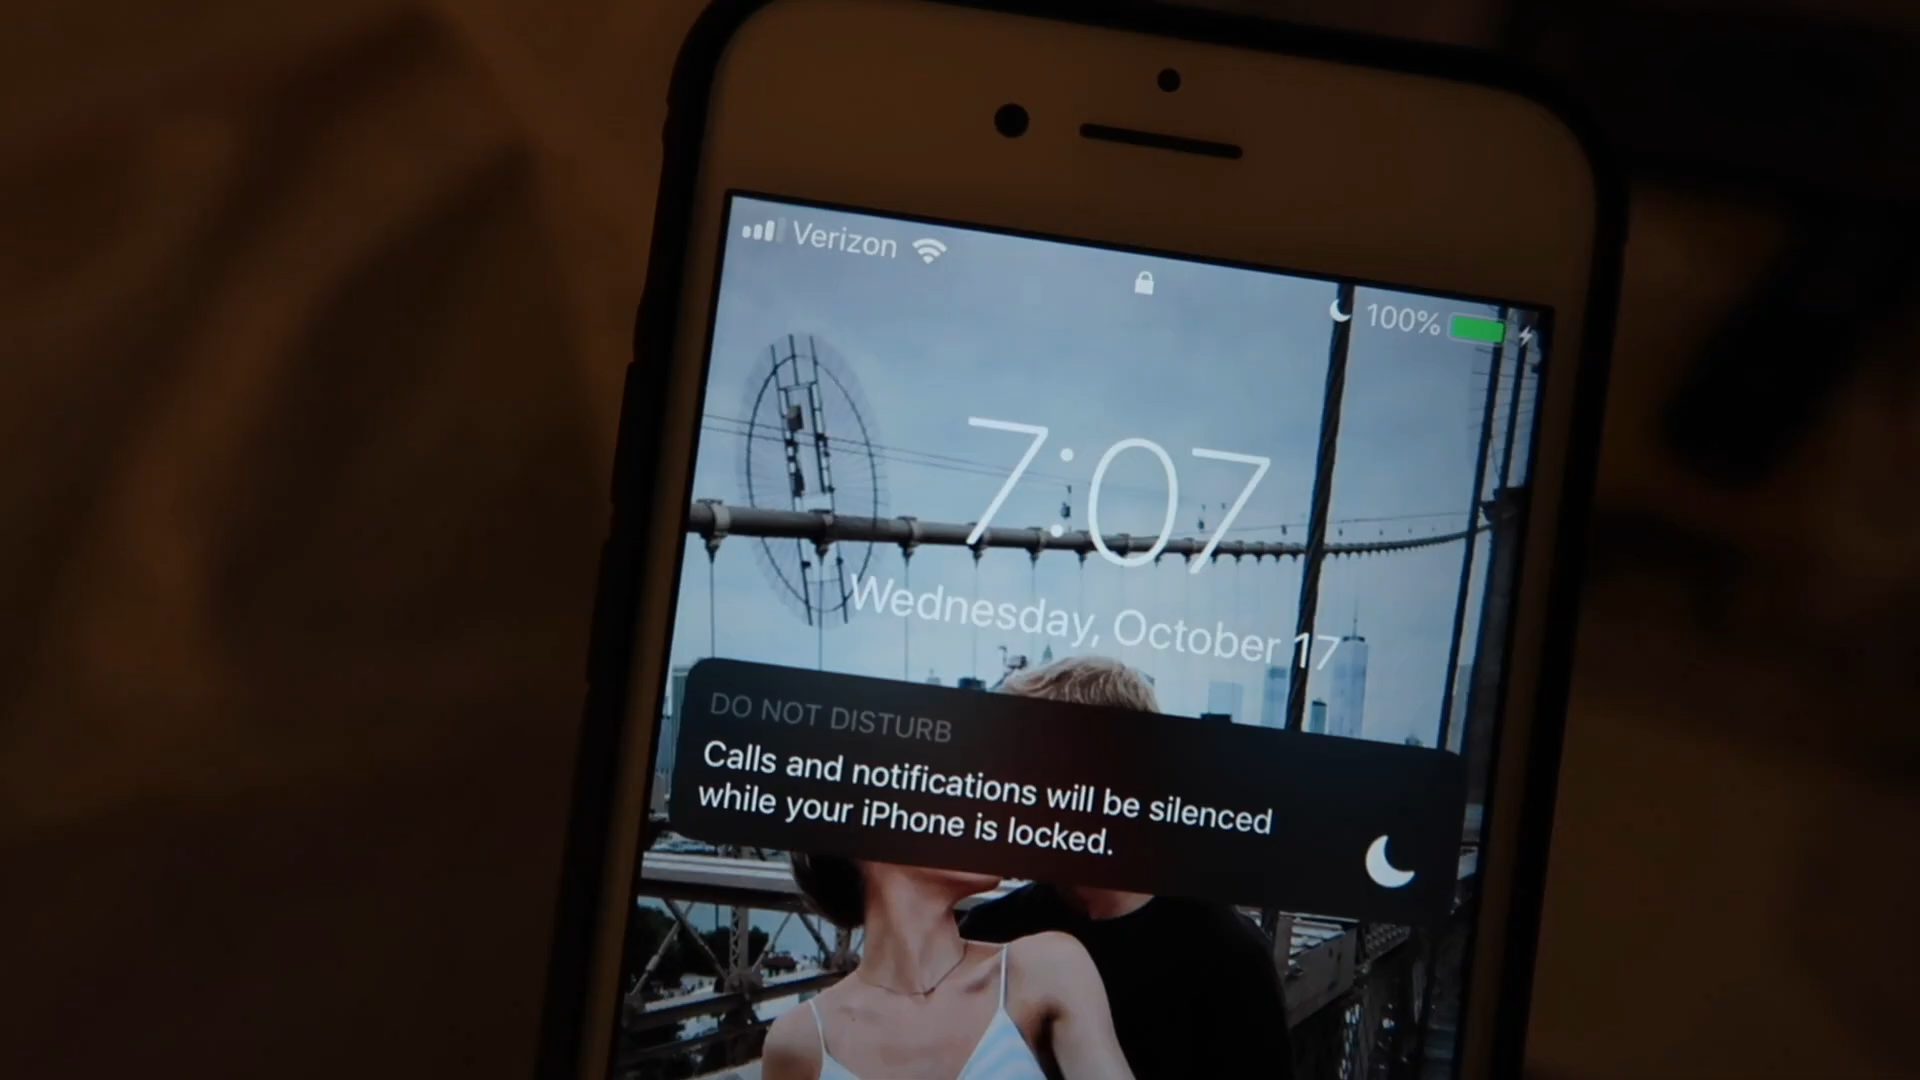 Verizon
100%
7:07
Wednesday, October 17
DO NOT DISTURB
Calls and notifications will be silenced
while your iPhone is locked.